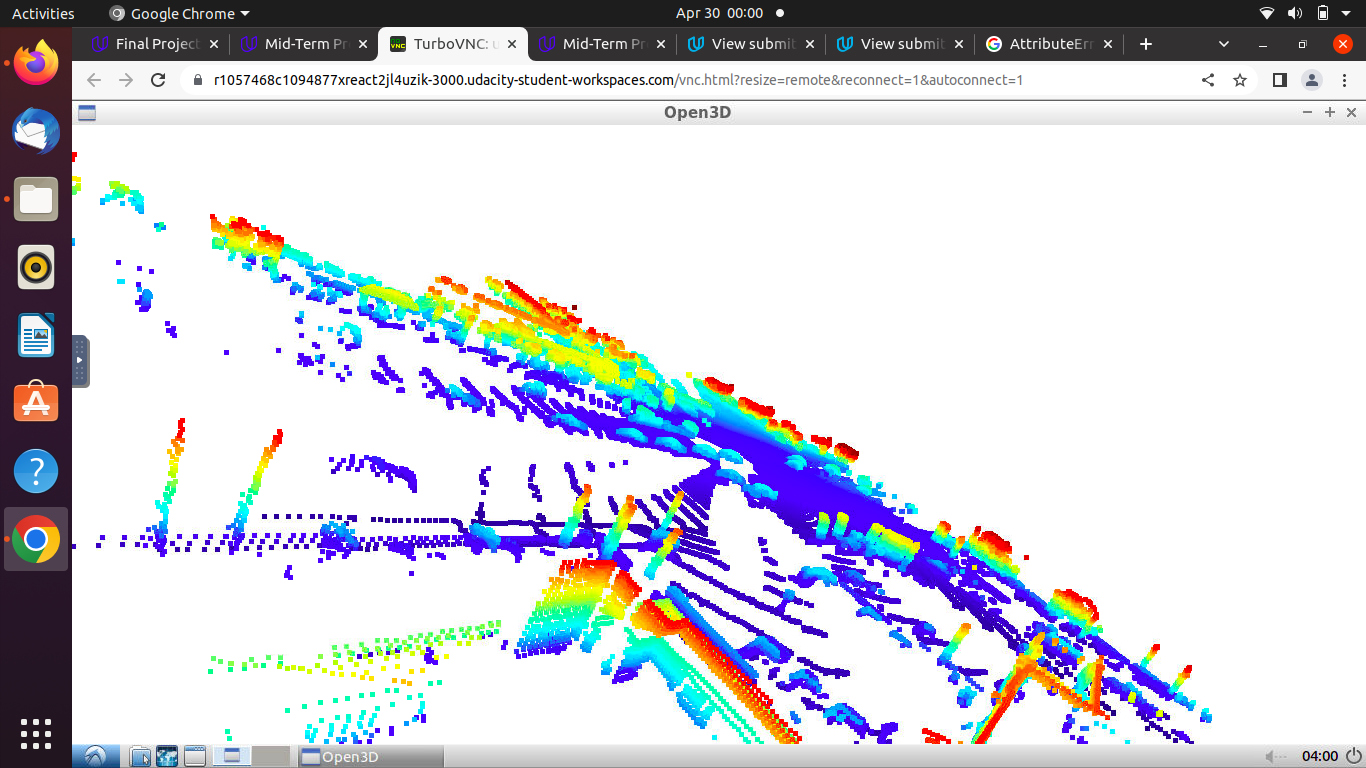 Activities
Google Chrome
Apr 30 00:00
Final Project
Mid-Term Pr
TurboVNC: u
Mid-Term Pr
View submit
View submit
AttributeErr
r1057468c1094877xreact2jl4uzik-3000.udacity-student-workspaces.com/vnc.html?resize=remote&reconnect=1&autoconnect=1
Open3D
Open3D
04:00